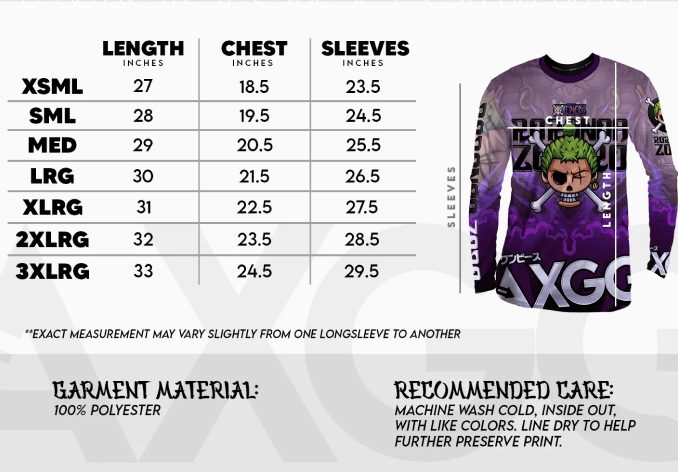 LENGTH CHEST SLEEVES
INCHES INCHES INCHES
XSML 27 18.5 23.5
SML 28 19.5 24.5
MED 29 20.5 25.5
LRG 30 21.5 26.5
XLRG 31 22.5 27.5
2XLRG 32 23.5 28.5
3XLRG 33 24.5 29.5
CHEST
SLEEVES
LENGTH
ワンピース
AXGG
**EXACT MEASUREMENT MAY VARY SLIGHTLY FROM ONE LONGSLEEVE TO ANOTHER
GARMENT MATERIAL:
100% POLYESTER
RECOMMENDED CARE:
MACHINE WASH COLD, INSIDE OUT,
WITH LIKE COLORS. LINE DRY TO HELP
FURTHER PRESERVE PRINT.